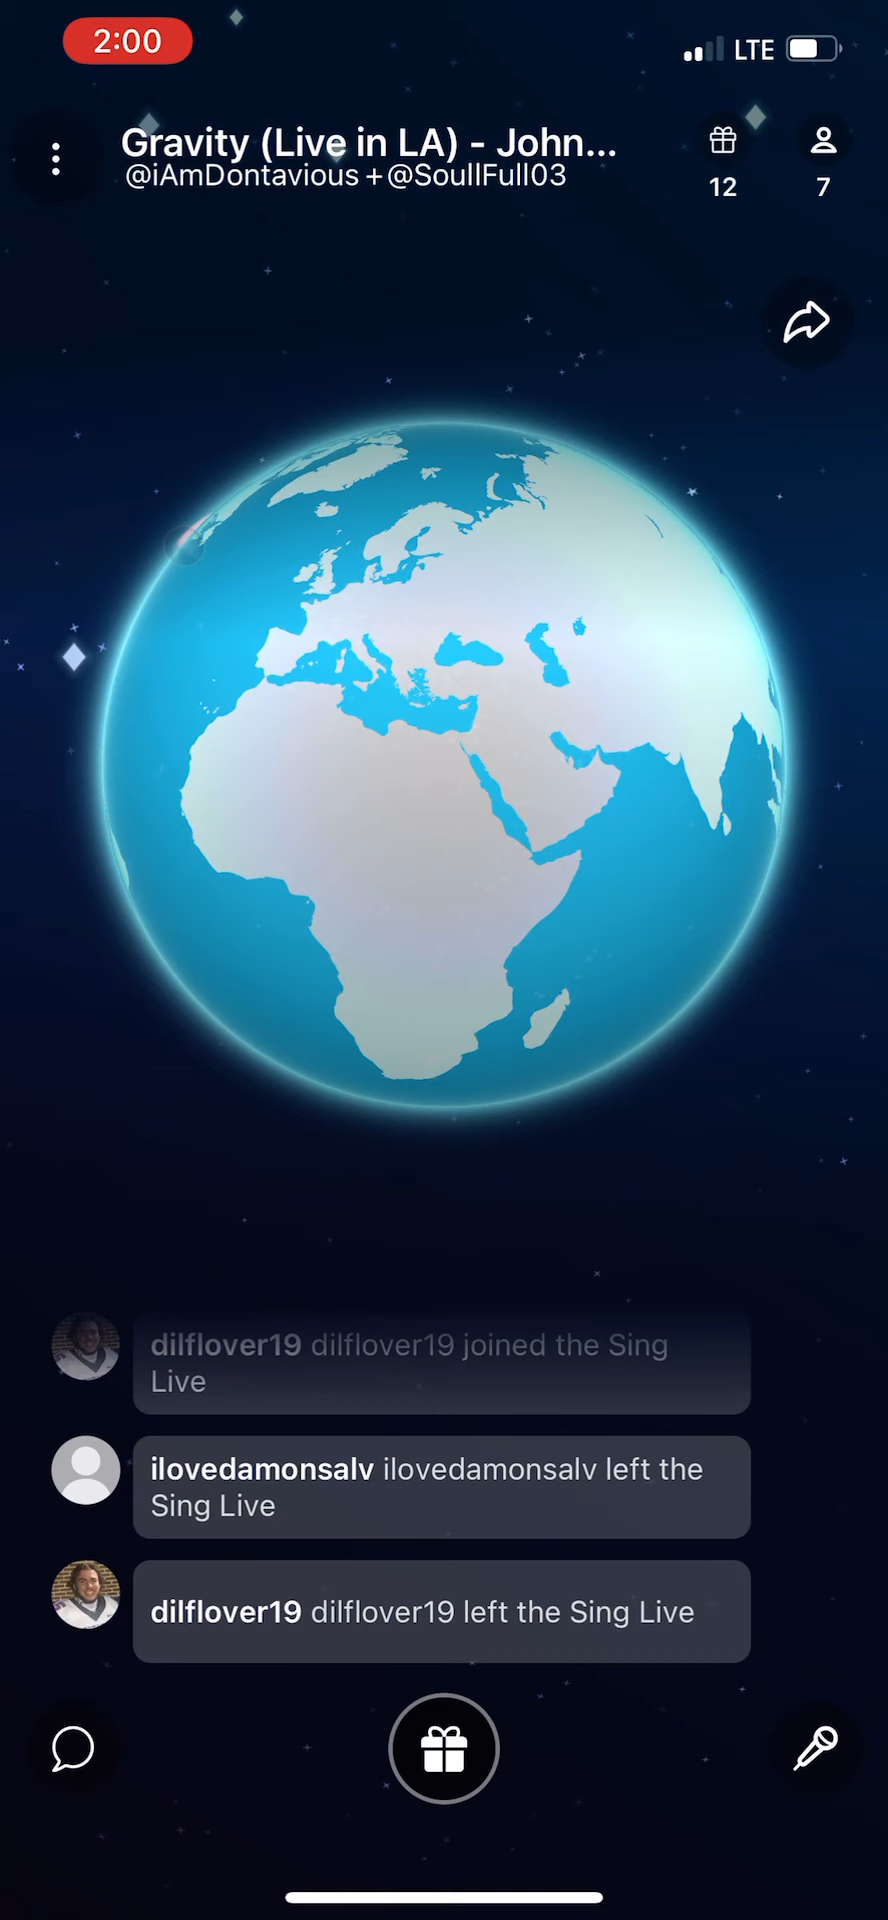 2:00
LTE
Gravity (Live in LA) - John...
@iAmDontavious + @SoullFull03
12
7
dilflover19 dilflover19 joined the Sing
Live
ilovedamonsalv ilovedamonsalv left the
Sing Live
dilflover19 dilflover19 left the Sing Live